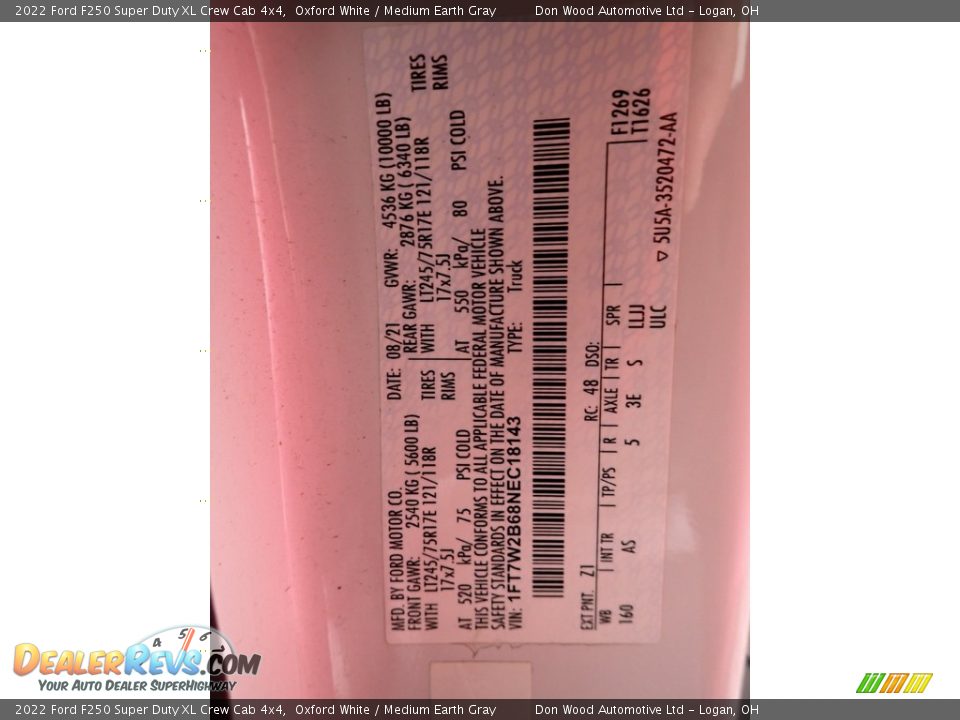 2022 Ford F250 Super Duty XL Crew Cab 4x4, Oxford White / Medium Earth Gray Don Wood Automotive Ltd - Logan, OH
MFD. BY FORD MOTOR CO. DATE: 08/21 GVWR: 4536 KG (10000 LB)
FRONT GAWR: 2540 KG ( 5600 LB) REAR GAWR: 2876 KG ( 6340 LB)
WITH LT245/75R17E 121/118R TIRES WITH LT245/75R17E 121/118R TIRES
17x7.5J RIMS 17x7.5J RIMS
AT 520 kPa/ 75 PSI COLD AT 550 kPa/ 80 PSI COLD
THIS VEHICLE CONFORMS TO ALL APPLICABLE FEDERAL MOTOR VEHICLE
SAFETY STANDARDS IN EFFECT ON THE DATE OF MANUFACTURE SHOWN ABOVE.
VIN: 1FT7W2B68NEC18143 TYPE: Truck
EXT PNT: Z1 RC: 48 DSO: F1269
WB INT TR TP/PS R AXLE TR SPR T1626
160 AS 5 3E S LLJJ
ULC
▽ 5U5A-3520472-AA
DEALERREVS.COM
4 5 6
YOUR AUTO DEALER SUPERHIGHWAY
2022 Ford F250 Super Duty XL Crew Cab 4x4, Oxford White / Medium Earth Gray Don Wood Automotive Ltd - Logan, OH